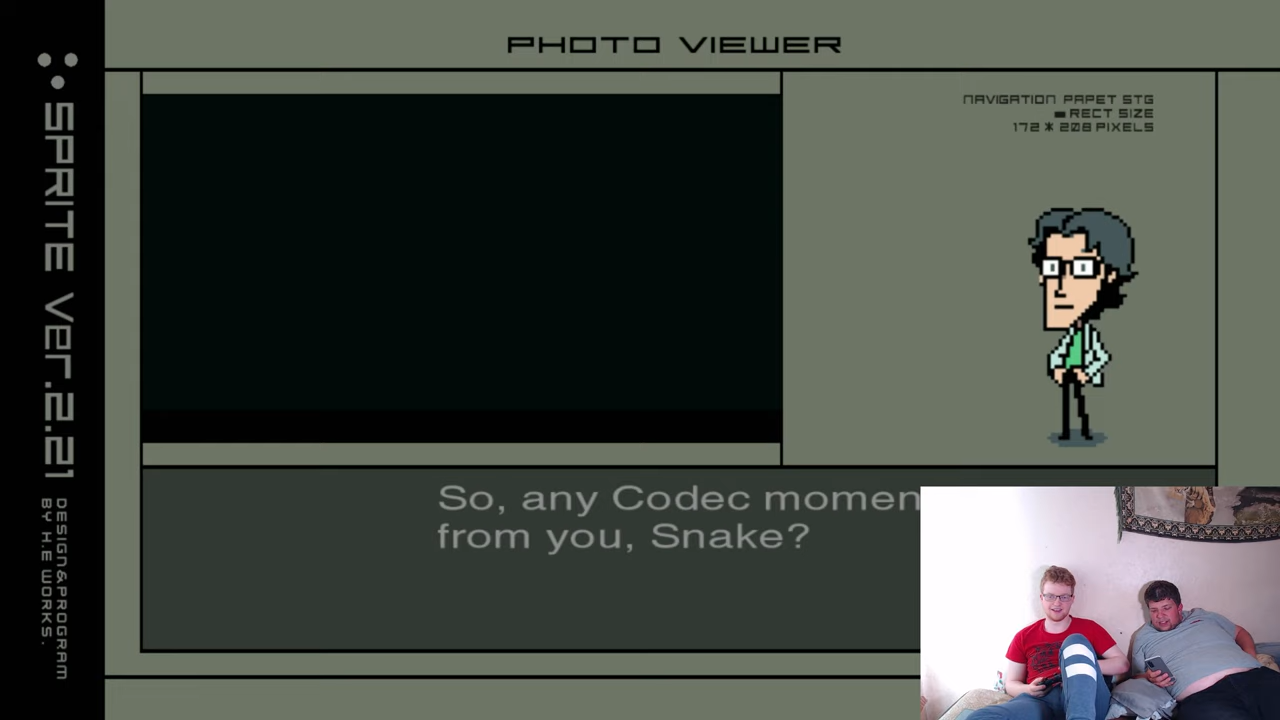 PHOTO VIEWER
NAVIGATION PAPET STG
RECT SIZE
172 * 208 PIXELS
SPRITE Ver.2.21
DESIGN&PROGRAM
BY H.E WORKS.
So, any Codec momen
from you, Snake?